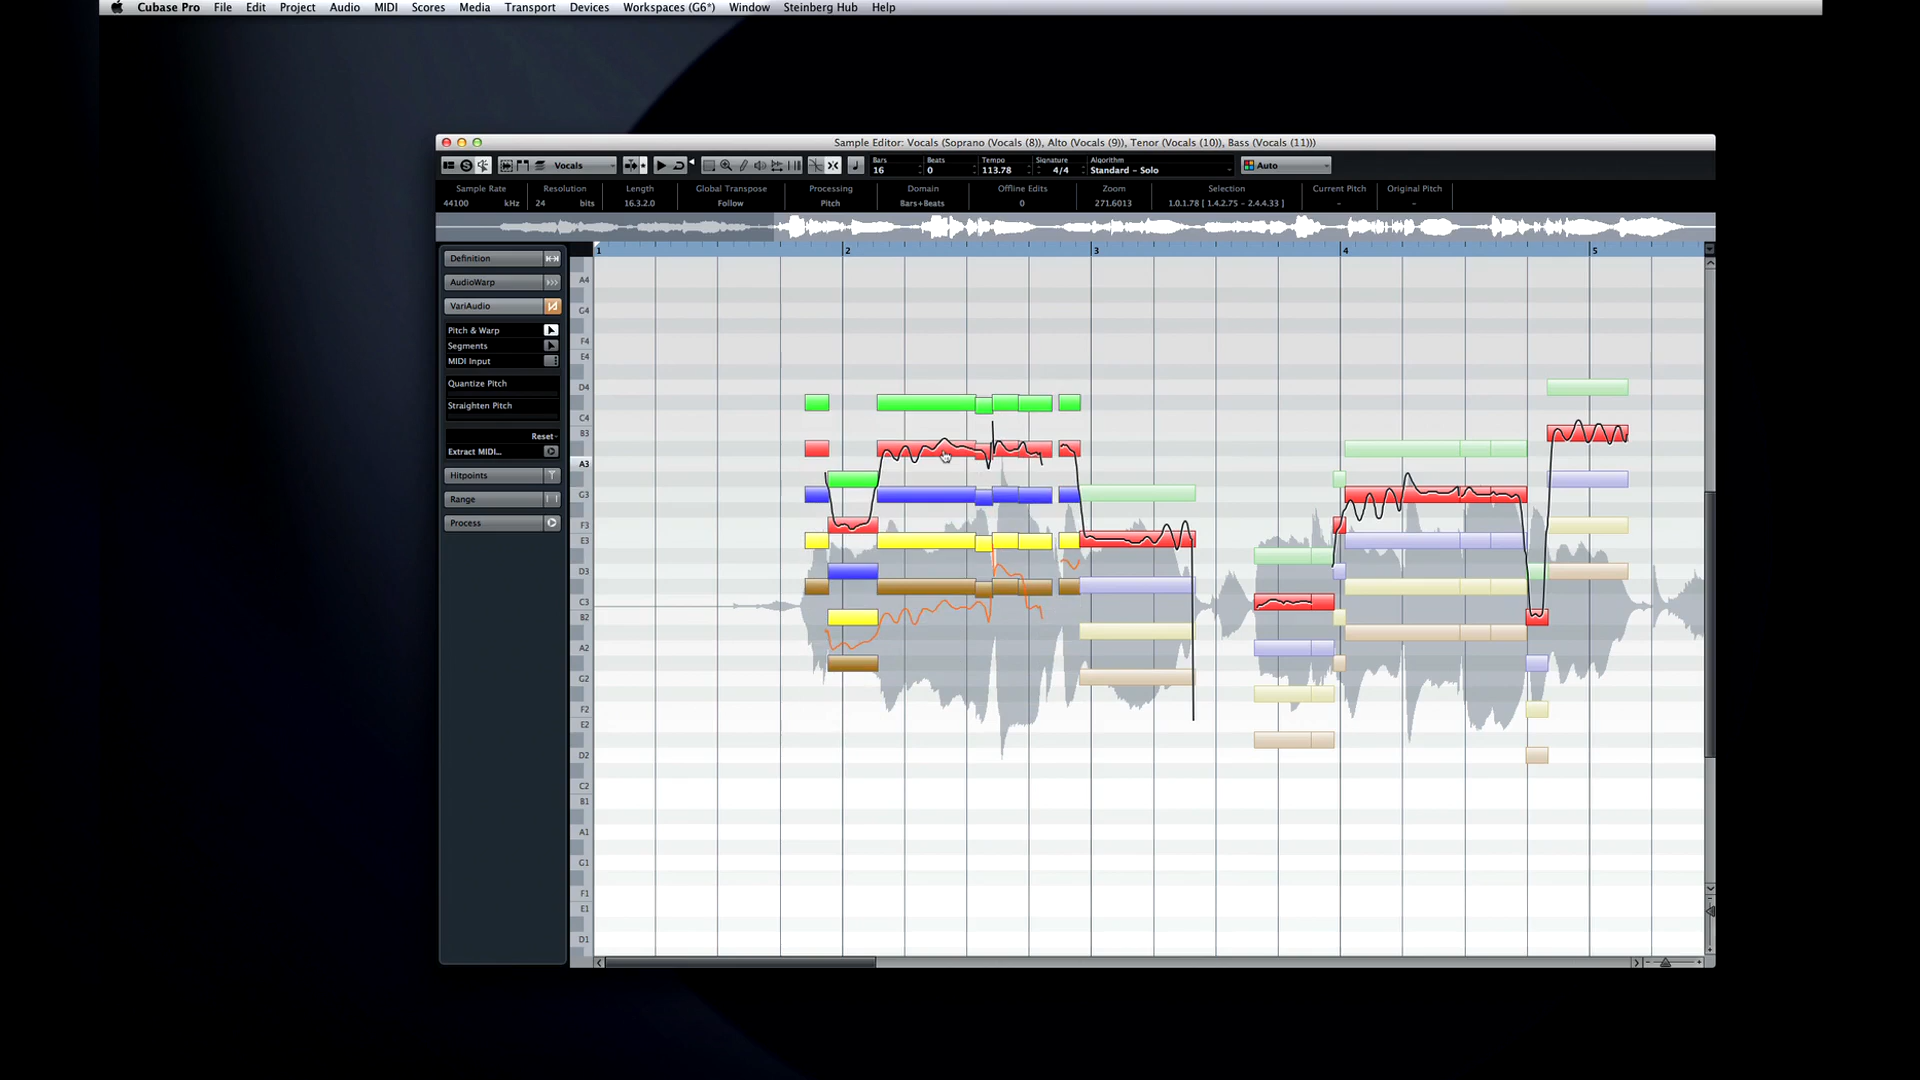 Cubase Pro File Edit Project Audio MIDI Scores Media Transport Devices Workspaces (G6*) Window Steinberg Hub Help
Sample Editor: Vocals (Soprano (Vocals (8)), Alto (Vocals (9)), Tenor (Vocals (10)), Bass (Vocals (11)))
Vocals Bars 16 Beats 0 Tempo 113.78 Signature 4/4 Algorithm Standard - Solo Auto
Sample Rate Resolution Length Global Transpose Processing Domain Offline Edits Zoom Selection Current Pitch Original Pitch
44100 kHz 24 bits 16.3.2.0 Follow Pitch Bars+Beats 0 271.6013 1.0.1.78 [ 1.4.2.75 - 2.4.4.33 ] - -
1 2 3 4 5
Definition
AudioWarp
VariAudio
Pitch & Warp
Segments
MIDI Input
Quantize Pitch
Straighten Pitch
Reset
Extract MIDI...
Hitpoints
Range
Process
A4
G4
F4
E4
D4
C4
B3
A3
G3
F3
E3
D3
C3
B2
A2
G2
F2
E2
D2
C2
B1
A1
G1
F1
E1
D1